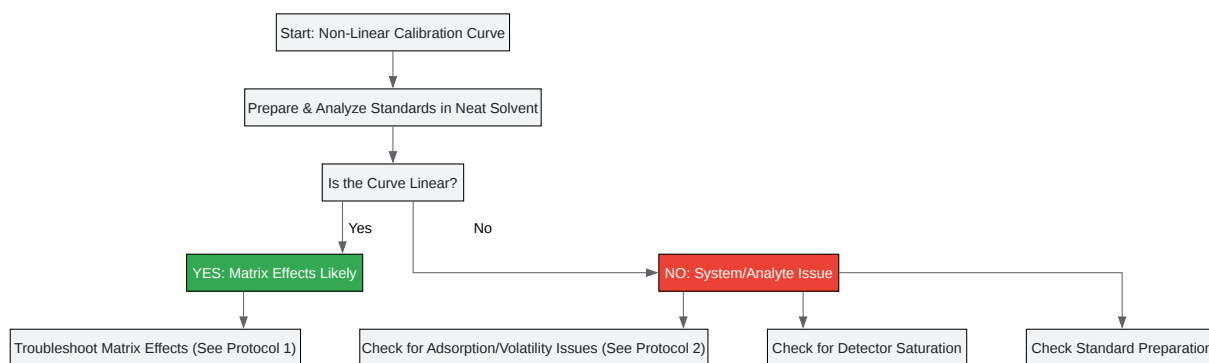 Start: Non-Linear Calibration Curve
Prepare & Analyze Standards in Neat Solvent
Is the Curve Linear?
Yes
No
YES: Matrix Effects Likely
NO: System/Analyte Issue
Troubleshoot Matrix Effects (See Protocol 1)
Check for Adsorption/Volatility Issues (See Protocol 2)
Check for Detector Saturation
Check Standard Preparation